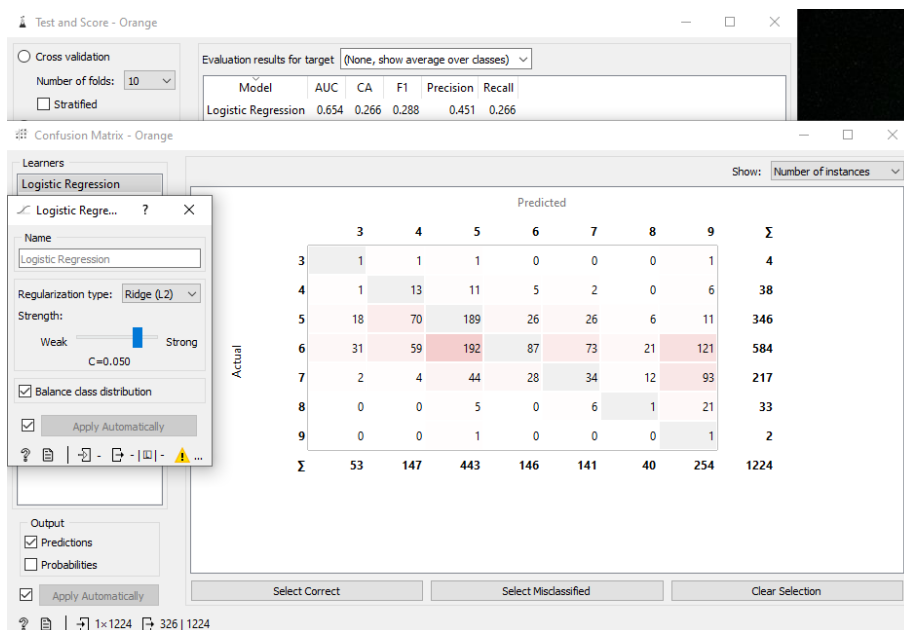 Test and Score - Orange
Cross validation
Number of folds: 10
Stratified
Evaluation results for target (None, show average over classes)
Model AUC CA F1 Precision Recall
Logistic Regression 0.654 0.266 0.288 0.451 0.266
Confusion Matrix - Orange
Learners
Logistic Regression
Show: Number of instances
Logistic Regre... ?
Name
Logistic Regression
Regularization type: Ridge (L2)
Strength:
Weak Strong
C=0.050
Balance class distribution
Apply Automatically
? - - - ...
Predicted
3 4 5 6 7 8 9 Σ
Actual
3 1 1 1 0 0 0 1 4
4 1 13 11 5 2 0 6 38
5 18 70 189 26 26 6 11 346
6 31 59 192 87 73 21 121 584
7 2 4 44 28 34 12 93 217
8 0 0 5 0 6 1 21 33
9 0 0 1 0 0 0 1 2
Σ 53 147 443 146 141 40 254 1224
Output
Predictions
Probabilities
Apply Automatically
Select Correct Select Misclassified Clear Selection
? 1×1224 326 | 1224